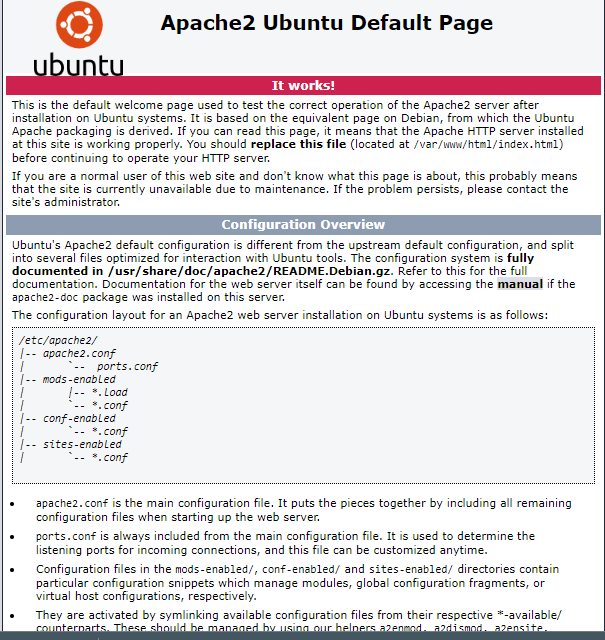 Apache2 Ubuntu Default Page
ubuntu
It works!
This is the default welcome page used to test the correct operation of the Apache2 server after
installation on Ubuntu systems. It is based on the equivalent page on Debian, from which the Ubuntu
Apache packaging is derived. If you can read this page, it means that the Apache HTTP server installed
at this site is working properly. You should replace this file (located at /var/www/html/index.html)
before continuing to operate your HTTP server.
If you are a normal user of this web site and don't know what this page is about, this probably means
that the site is currently unavailable due to maintenance. If the problem persists, please contact the
site's administrator.
Configuration Overview
Ubuntu's Apache2 default configuration is different from the upstream default configuration, and split
into several files optimized for interaction with Ubuntu tools. The configuration system is fully
documented in /usr/share/doc/apache2/README.Debian.gz. Refer to this for the full
documentation. Documentation for the web server itself can be found by accessing the manual if the
apache2-doc package was installed on this server.
The configuration layout for an Apache2 web server installation on Ubuntu systems is as follows:
/etc/apache2/
|-- apache2.conf
|       `--  ports.conf
|-- mods-enabled
|       |-- *.load
|       `-- *.conf
|-- conf-enabled
|       `-- *.conf
|-- sites-enabled
|       `-- *.conf
• apache2.conf is the main configuration file. It puts the pieces together by including all remaining
configuration files when starting up the web server.
• ports.conf is always included from the main configuration file. It is used to determine the
listening ports for incoming connections, and this file can be customized anytime.
• Configuration files in the mods-enabled/, conf-enabled/ and sites-enabled/ directories contain
particular configuration snippets which manage modules, global configuration fragments, or
virtual host configurations, respectively.
• They are activated by symlinking available configuration files from their respective *-available/
counterparts. These should be managed by using our helpers a2enmod, a2dismod, a2ensite,